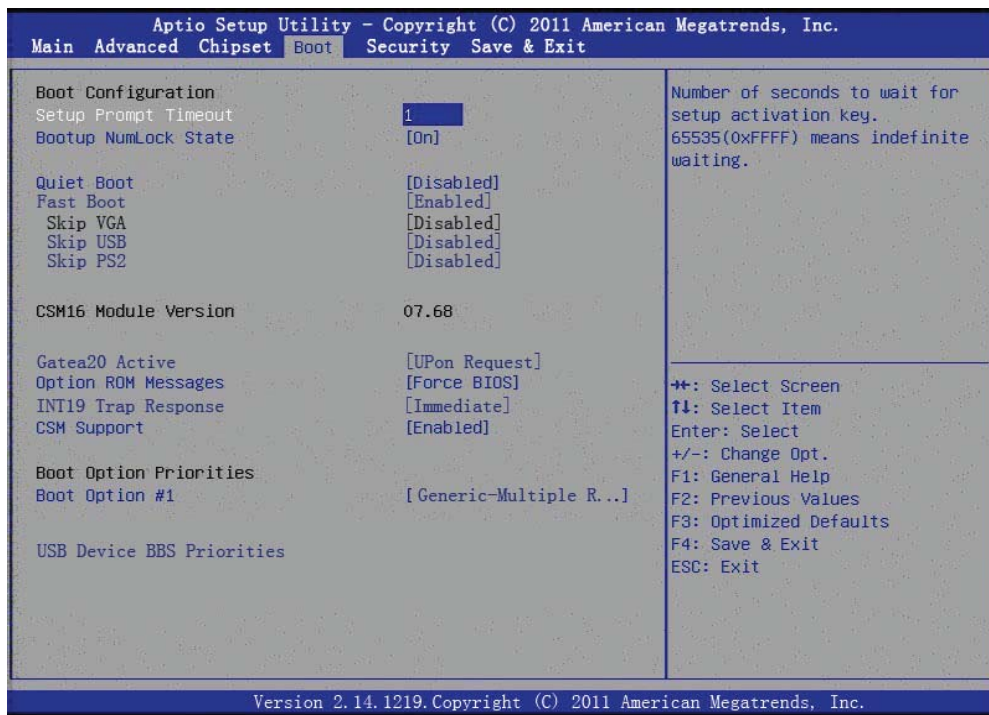 Aptio Setup Utility - Copyright (C) 2011 American Megatrends, Inc.
Main Advanced Chipset Boot Security Save & Exit
Boot Configuration
Setup Prompt Timeout 1
Bootup NumLock State [On]
Quiet Boot [Disabled]
Fast Boot [Enabled]
Skip VGA [Disabled]
Skip USB [Disabled]
Skip PS2 [Disabled]
CSM16 Module Version 07.68
Gatea20 Active [UPon Request]
Option ROM Messages [Force BIOS]
INT19 Trap Response [Immediate]
CSM Support [Enabled]
Boot Option Priorities
Boot Option #1 [Generic-Multiple R...]
USB Device BBS Priorities
Number of seconds to wait for
setup activation key.
65535(0xFFFF) means indefinite
waiting.
→←: Select Screen
↑↓: Select Item
Enter: Select
+/-: Change Opt.
F1: General Help
F2: Previous Values
F3: Optimized Defaults
F4: Save & Exit
ESC: Exit
Version 2.14.1219.Copyright (C) 2011 American Megatrends, Inc.